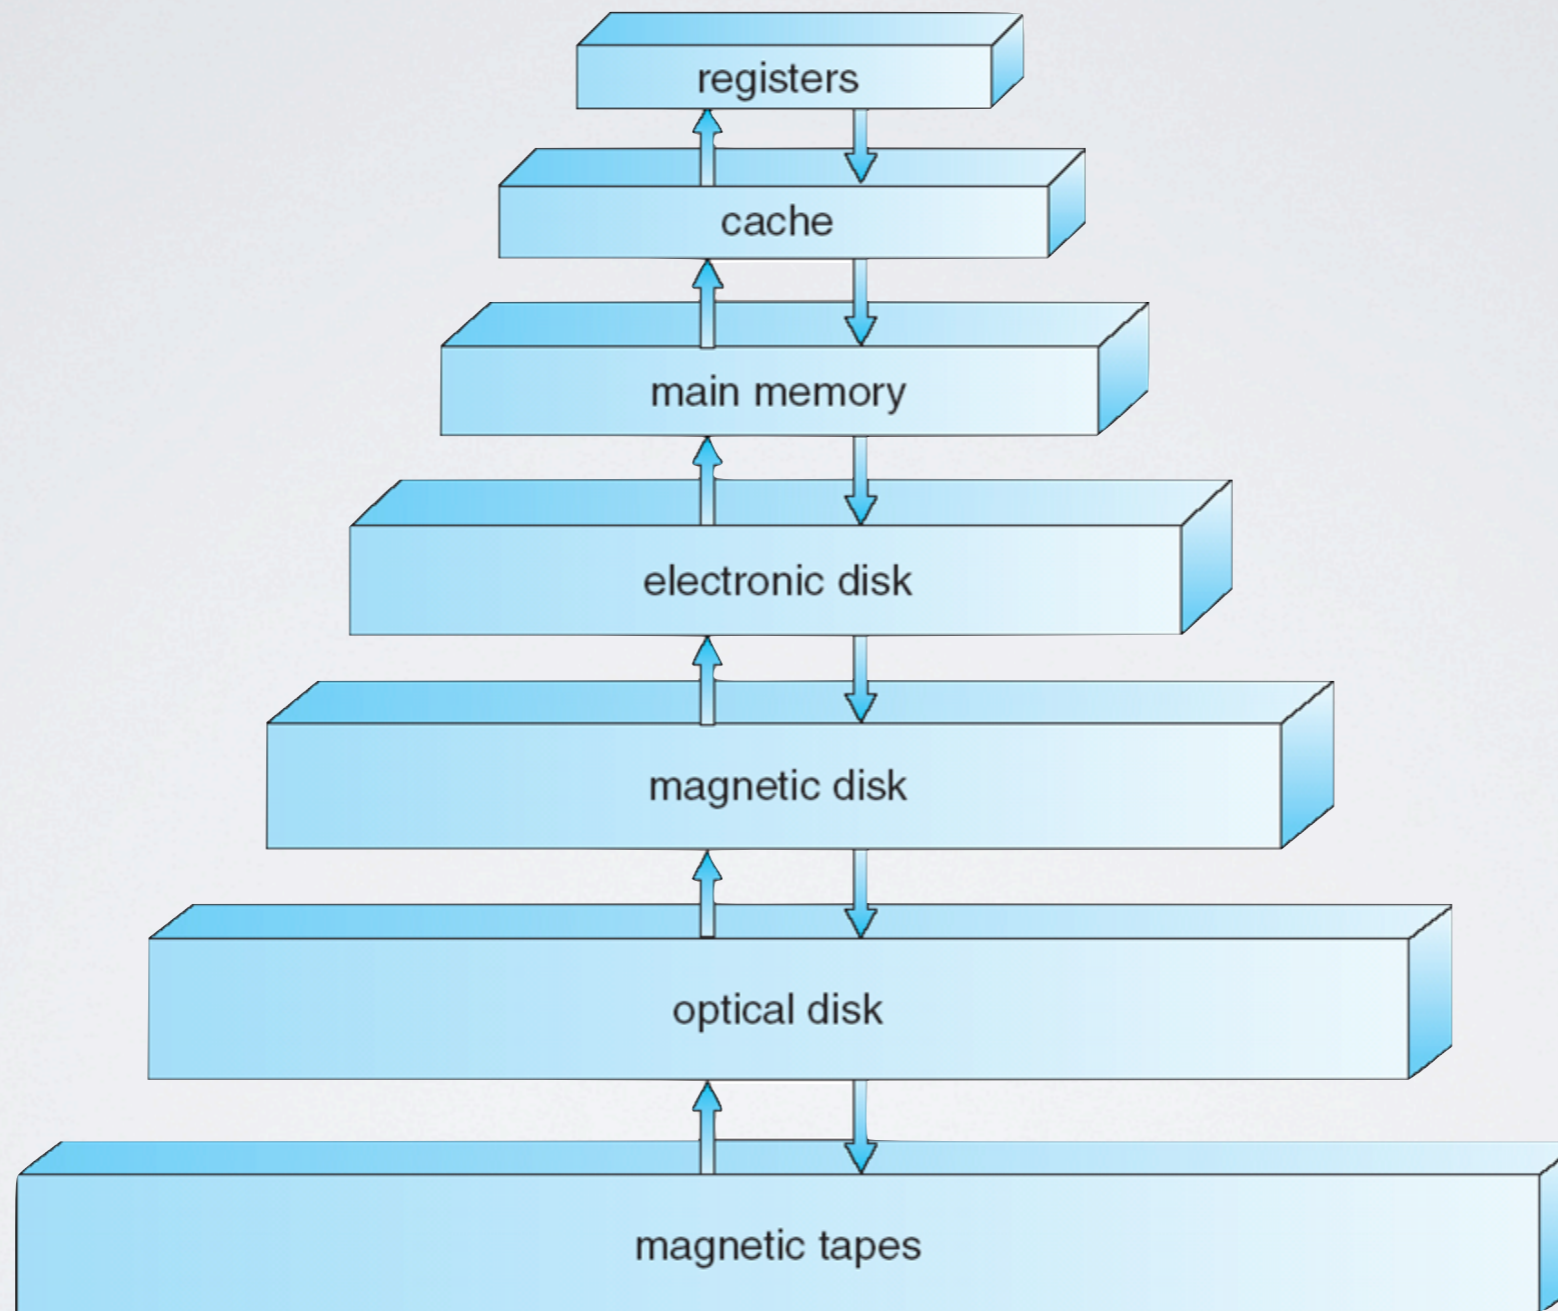 registers
cache
main memory
electronic disk
magnetic disk
optical disk
magnetic tapes